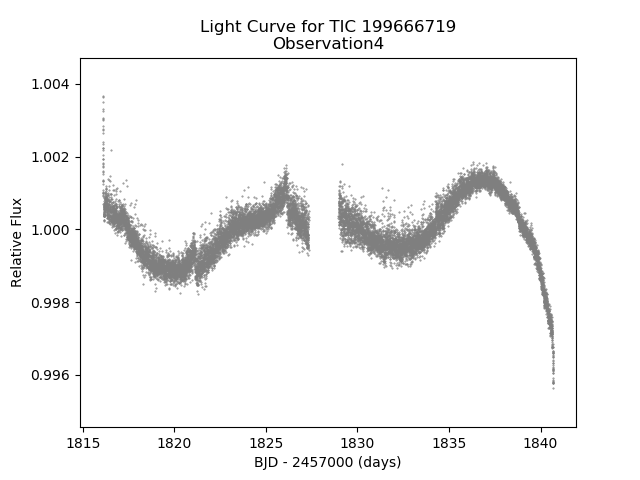 Light Curve for TIC 199666719
Observation4
1.004
1.002
1.000
0.998
0.996
Relative Flux
1815
1820
1825
1830
1835
1840
BJD - 2457000 (days)